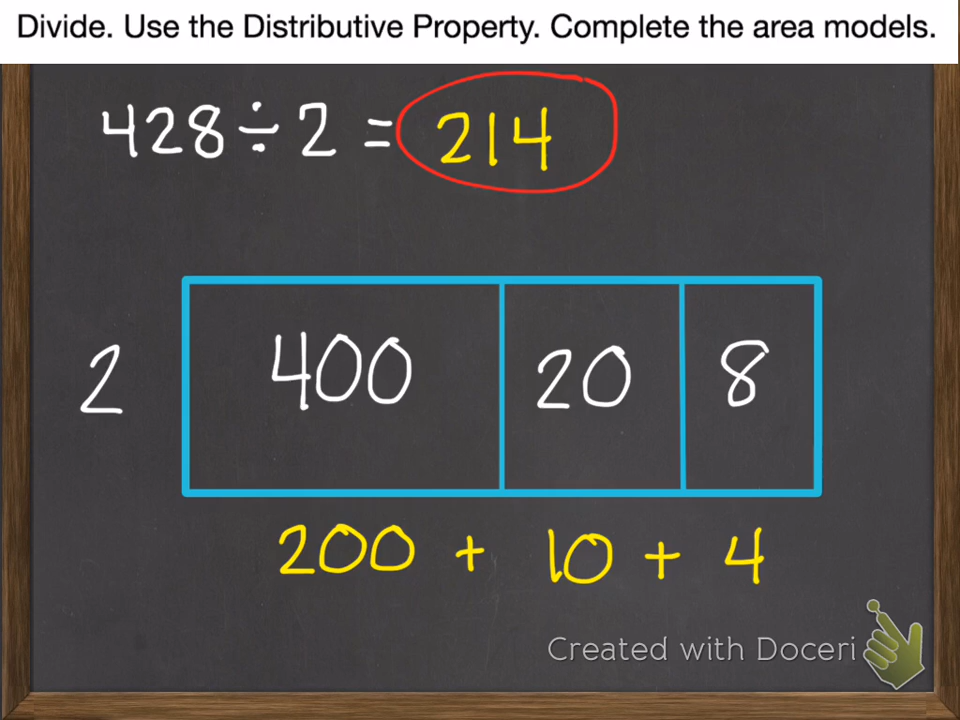 Divide. Use the Distributive Property. Complete the area models.
428 ÷ 2 = 214
2 400 20 8
200 + 10 + 4
Created with Doceri